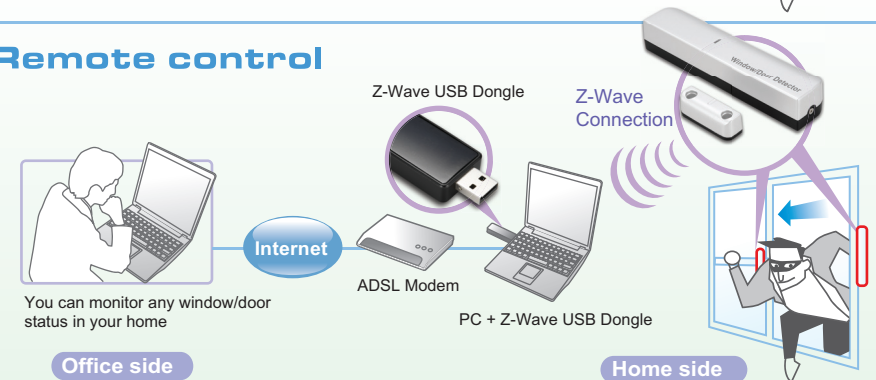 Remote control
Z-Wave USB Dongle
Z-Wave
Connection
Window/Door Detector
Internet
ADSL Modem
You can monitor any window/door
status in your home
PC + Z-Wave USB Dongle
Office side
Home side